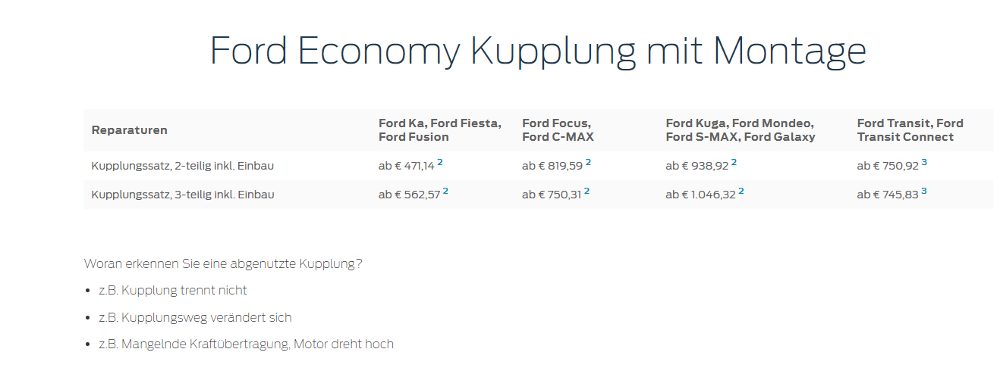 Ford Economy Kupplung mit Montage
Reparaturen
Ford Ka, Ford Fiesta,
Ford Fusion
Ford Focus,
Ford C-MAX
Ford Kuga, Ford Mondeo,
Ford S-MAX, Ford Galaxy
Ford Transit, Ford
Transit Connect
Kupplungssatz, 2-teilig inkl. Einbau ab € 471,14 2 ab € 819,59 2 ab € 938,92 2 ab € 750,92 3
Kupplungssatz, 3-teilig inkl. Einbau ab € 562,57 2 ab € 750,31 2 ab € 1.046,32 2 ab € 745,83 3
Woran erkennen Sie eine abgenutzte Kupplung?
• z.B. Kupplung trennt nicht
• z.B. Kupplungsweg verändert sich
• z.B. Mangelnde Kraftübertragung, Motor dreht hoch